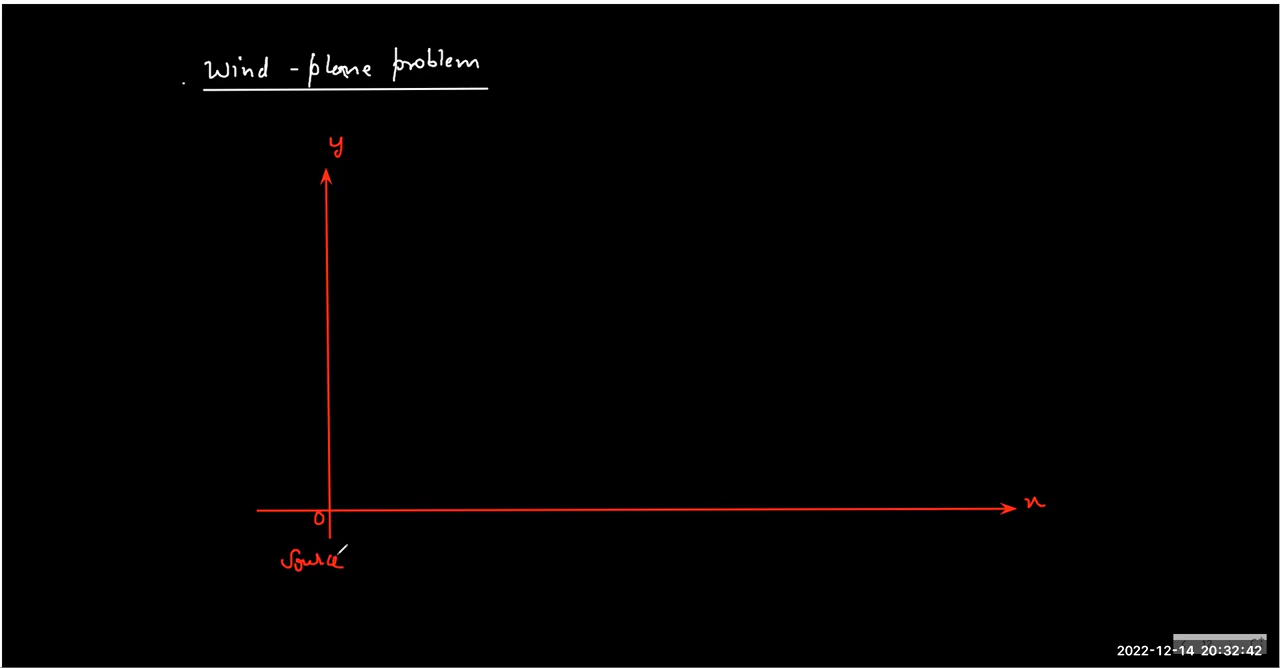 Wind - plane problem
y
x
0
Source
2022-12-14 20:32:42